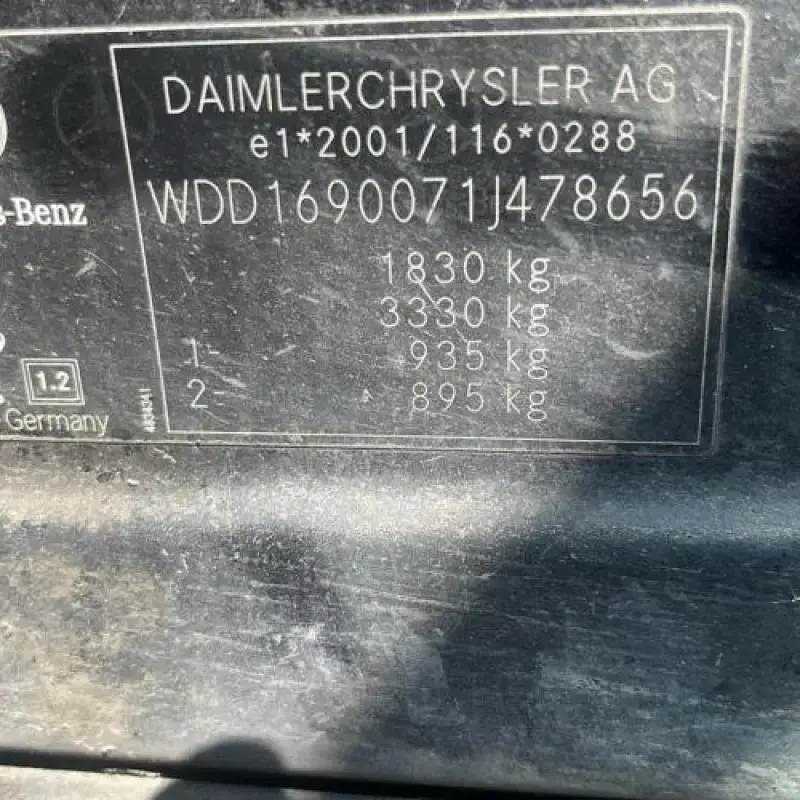 DAIMLERCHRYSLER AG
e1*2001/116*0288
WDD1690071J478656
-Benz
1830 kg
3330 kg
1- 935 kg
2- 895 kg
1.2
Germany